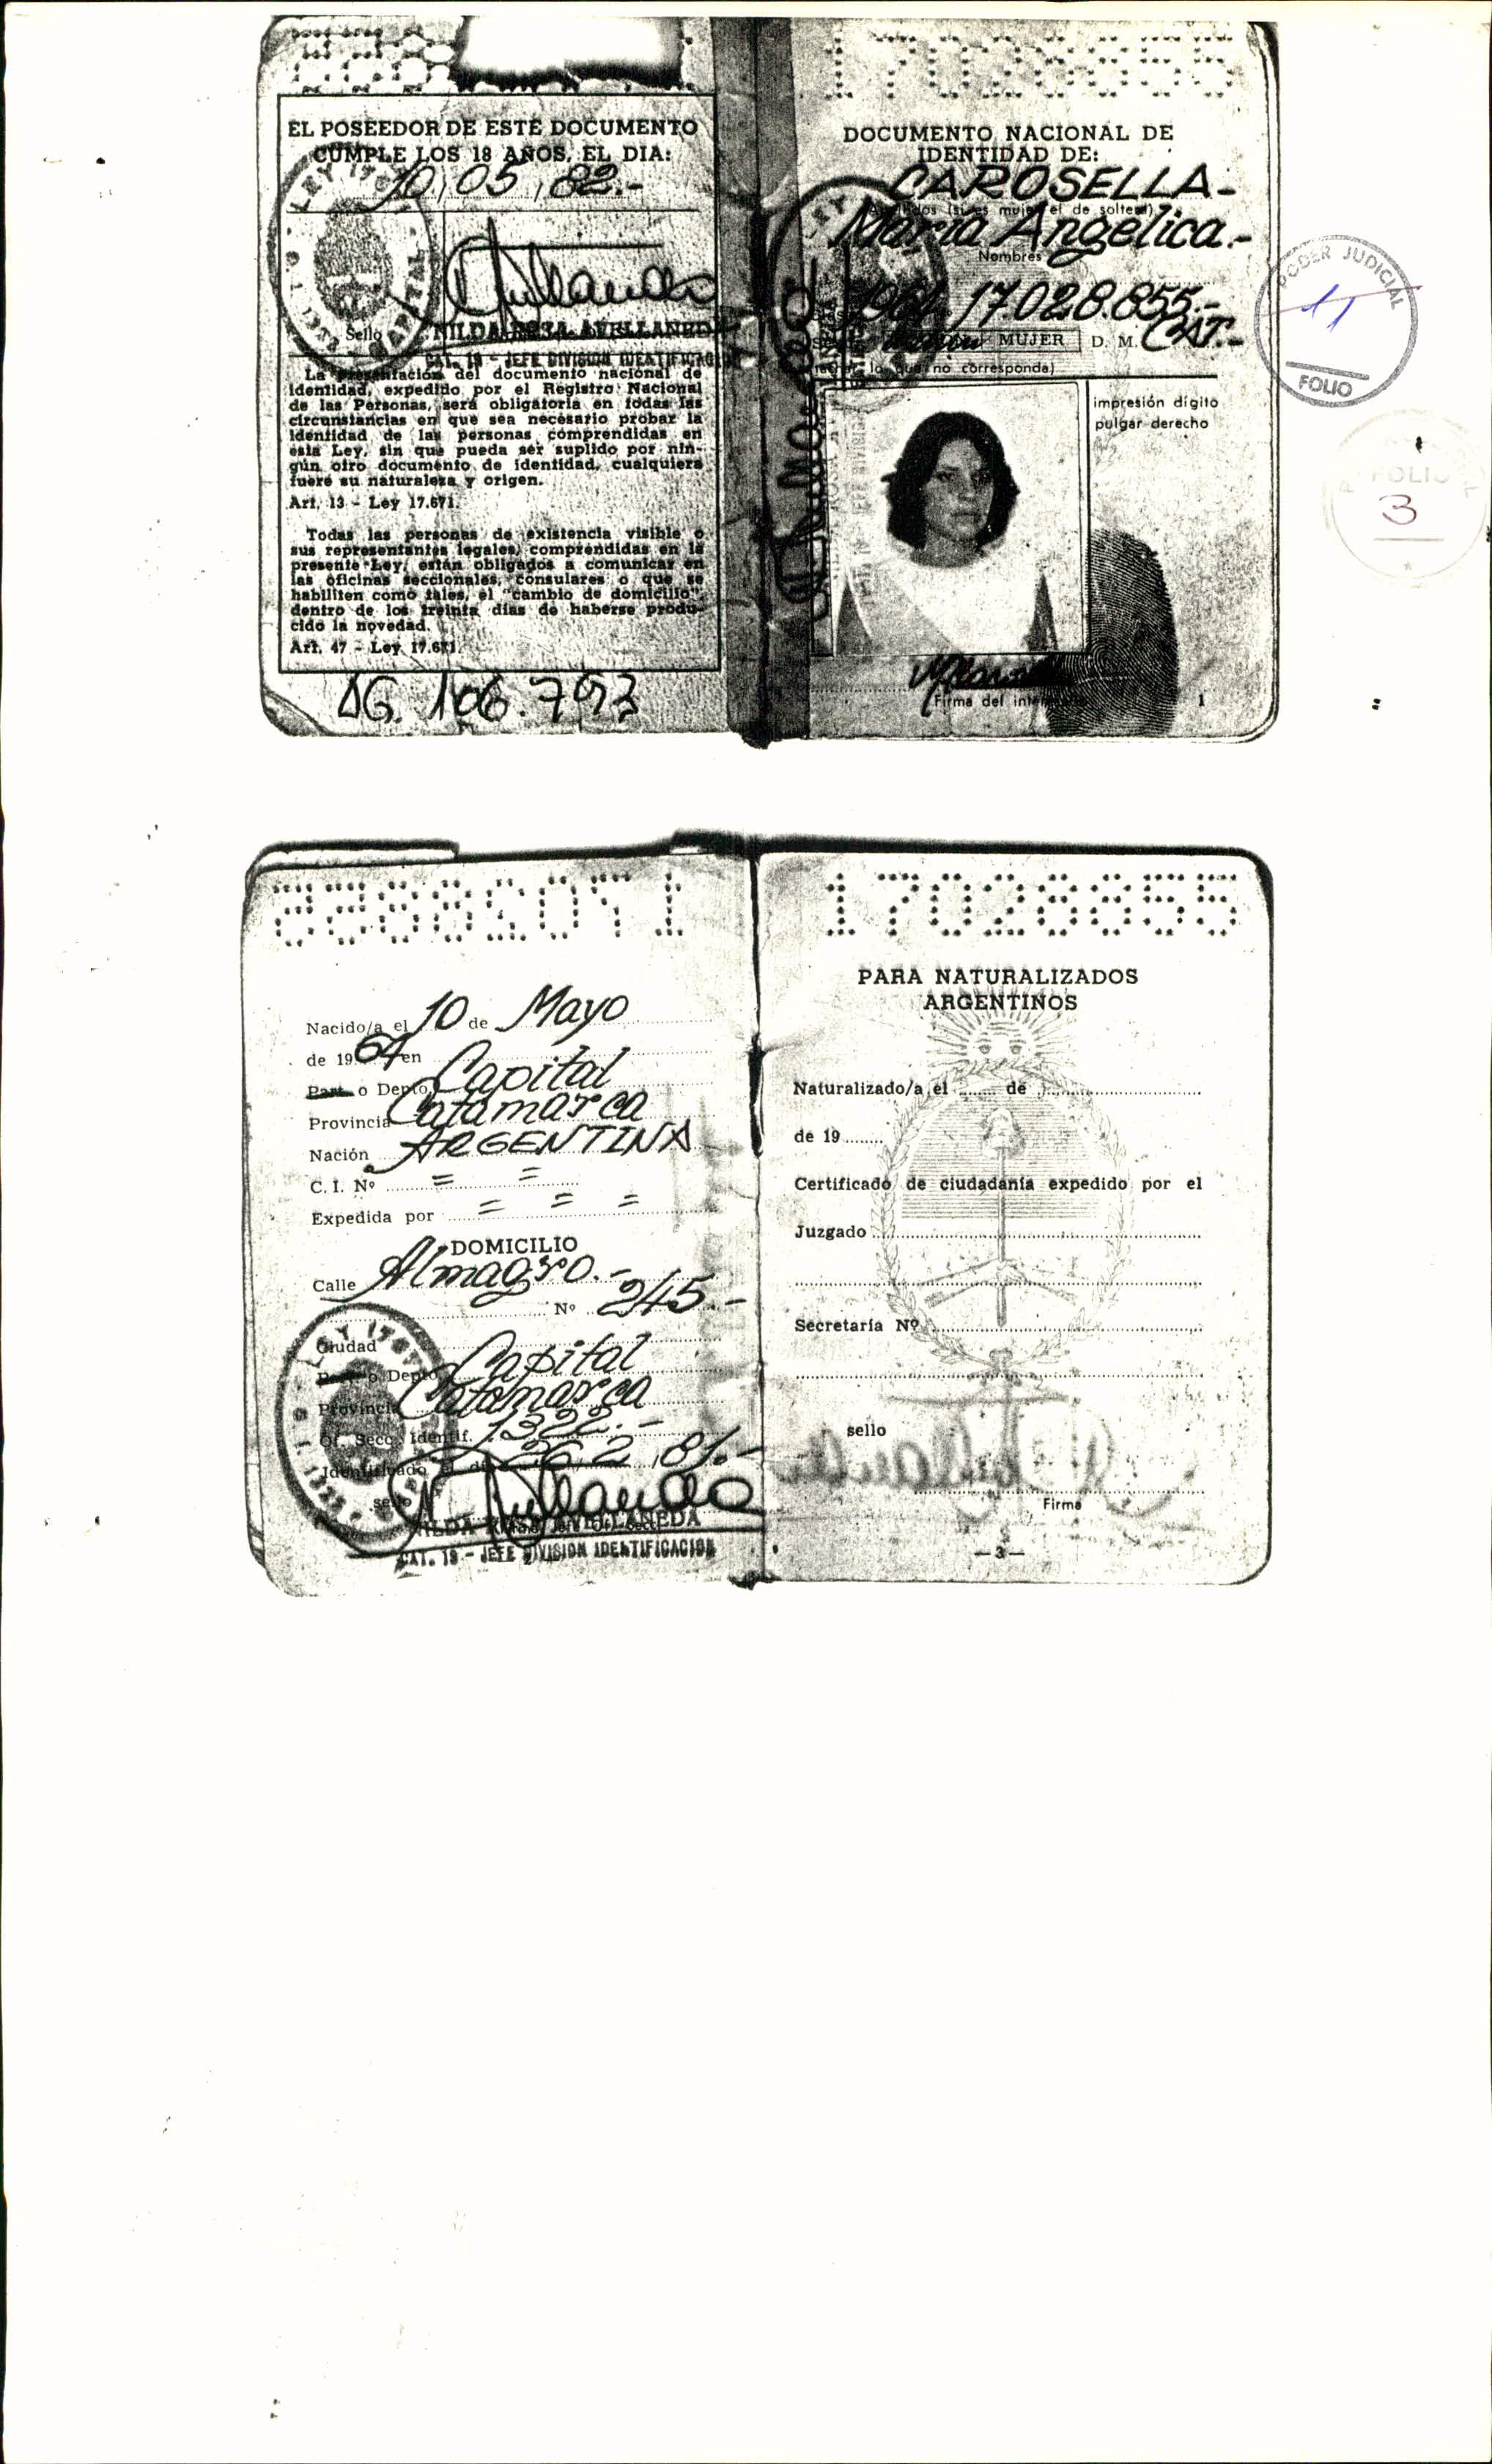 EL POSEEDOR DE ESTE DOCUMENTO
CUMPLE LOS 18 AÑOS, EL DIA:
10,05,82.-
Sello
NILDA ROSA AVELLANEDA
CAT. 19 - JEFE DIVISION IDENTIFICACION
La presentación del documento nacional de
identidad, expedido por el Registro Nacional
de las Personas, será obligatoria en todas las
circunstancias en que sea necesario probar la
identidad de las personas comprendidas en
esta Ley, sin que pueda ser suplido por nin-
gún otro documento de identidad, cualquiera
fuere su naturaleza y origen.
Art. 13 - Ley 17.671.
Todas las personas de existencia visible o
sus representantes legales, comprendidas en la
presente Ley, están obligados a comunicar en
las oficinas seccionales, consulares o que se
habiliten como tales, el "cambio de domicilio",
dentro de los treinta días de haberse produ-
cido la novedad.
Art. 47 - Ley 17.671.
17028855
DOCUMENTO NACIONAL DE
IDENTIDAD DE:
CAROSELLA-
Apellidos (si es mujer el de soltera)
María Angélica.-
Nombres
1964 17.028.855.-
MUJER D. M. CAT.-
(tachar lo que no corresponda)
impresión dígito
pulgar derecho
Firma del interesado
1
PODER JUDICIAL
11
FOLIO
FOLIO
3
17028855
Nacido/a el 10 de Mayo
de 1964 en
Part. o Depto. Capital
Provincia Catamarca
Nación ARGENTINA
C. I. Nº = =
Expedida por = = =
DOMICILIO
Calle Almagro.-
Nº 245-
Ciudad
Part. o Depto. Capital
Provincia Catamarca
Of. Secc. Identif. 1322.-
Identificado el día 26,2,81.-
sello
NILDA ROSA AVELLANEDA
CAT. 19 - JEFE DIVISION IDENTIFICACION
17028855
PARA NATURALIZADOS
ARGENTINOS
Naturalizado/a el ........ de ........
de 19........
Certificado de ciudadanía expedido por el
Juzgado
Secretaría Nº
sello
Firma
—3—